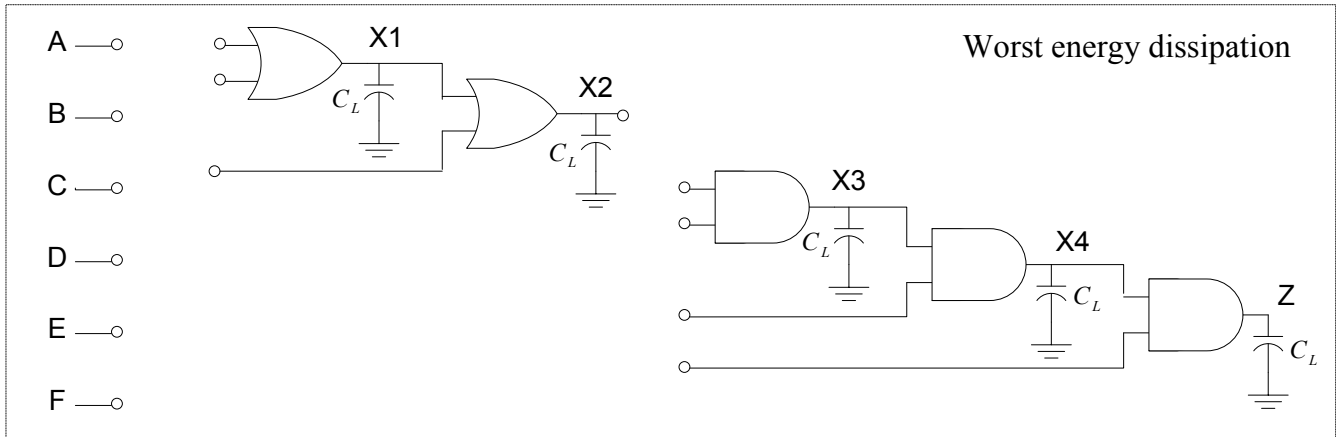 Worst energy dissipation
A
B
C
D
E
F
X1
C_L
X2
C_L
X3
C_L
X4
C_L
Z
C_L